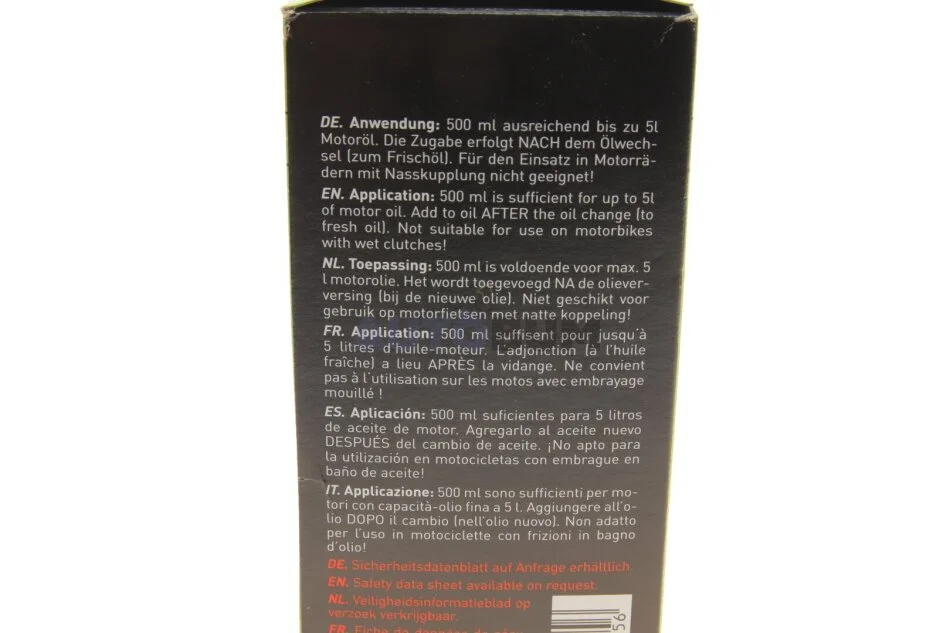 DE. Anwendung: 500 ml ausreichend bis zu 5l
Motoröl. Die Zugabe erfolgt NACH dem Ölwech-
sel (zum Frischöl). Für den Einsatz in Motorrä-
dern mit Nasskupplung nicht geeignet!
EN. Application: 500 ml is sufficient for up to 5l
of motor oil. Add to oil AFTER the oil change (to
fresh oil). Not suitable for use on motorbikes
with wet clutches!
NL. Toepassing: 500 ml is voldoende voor max. 5
l motorolie. Het wordt toegevoegd NA de oliever-
versing (bij de nieuwe olie). Niet geschikt voor
gebruik op motorfietsen met natte koppeling!
FR. Application: 500 ml suffisent pour jusqu'à
5 litres d'huile-moteur. L'adjonction (à l'huile
fraîche) a lieu APRÈS la vidange. Ne convient
pas à l'utilisation sur les motos avec embrayage
mouillé !
ES. Aplicación: 500 ml suficientes para 5 litros
de aceite de motor. Agregarlo al aceite nuevo
DESPUÉS del cambio de aceite. ¡No apto para
la utilización en motocicletas con embrague en
baño de aceite!
IT. Applicazione: 500 ml sono sufficienti per mo-
tori con capacità-olio fina a 5 l. Aggiungere all'o-
lio DOPO il cambio (nell'olio nuovo). Non adatto
per l'uso in motociclette con frizioni in bagno
d'olio!
DE. Sicherheitsdatenblatt auf Anfrage erhältlich.
EN. Safety data sheet available on request.
NL. Veiligheidsinformatieblad op
verzoek verkrijgbaar.
FR. Fiche de données de
56